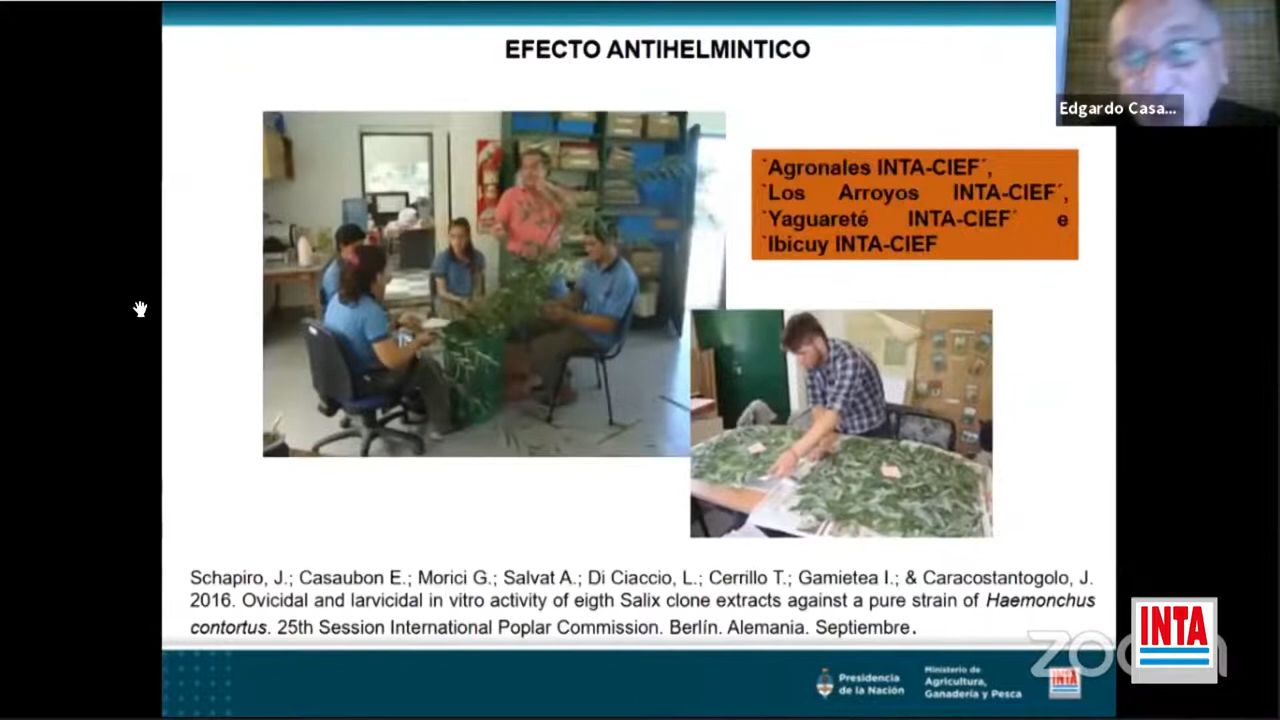 EFECTO ANTIHELMINTICO
Edgardo Casa...
´Agronales INTA-CIEF´,
´Los Arroyos INTA-CIEF´,
´Yaguareté INTA-CIEF´ e
´Ibicuy INTA-CIEF
Schapiro, J.; Casaubon E.; Morici G.; Salvat A.; Di Ciaccio, L.; Cerrillo T.; Gamietea I.; & Caracostantogolo, J.
2016. Ovicidal and larvicidal in vitro activity of eigth Salix clone extracts against a pure strain of Haemonchus
contortus. 25th Session International Poplar Commission. Berlín. Alemania. Septiembre.
Presidencia
de la Nación
Ministerio de
Agricultura,
Ganadería y Pesca
INTA
INTA
zoom